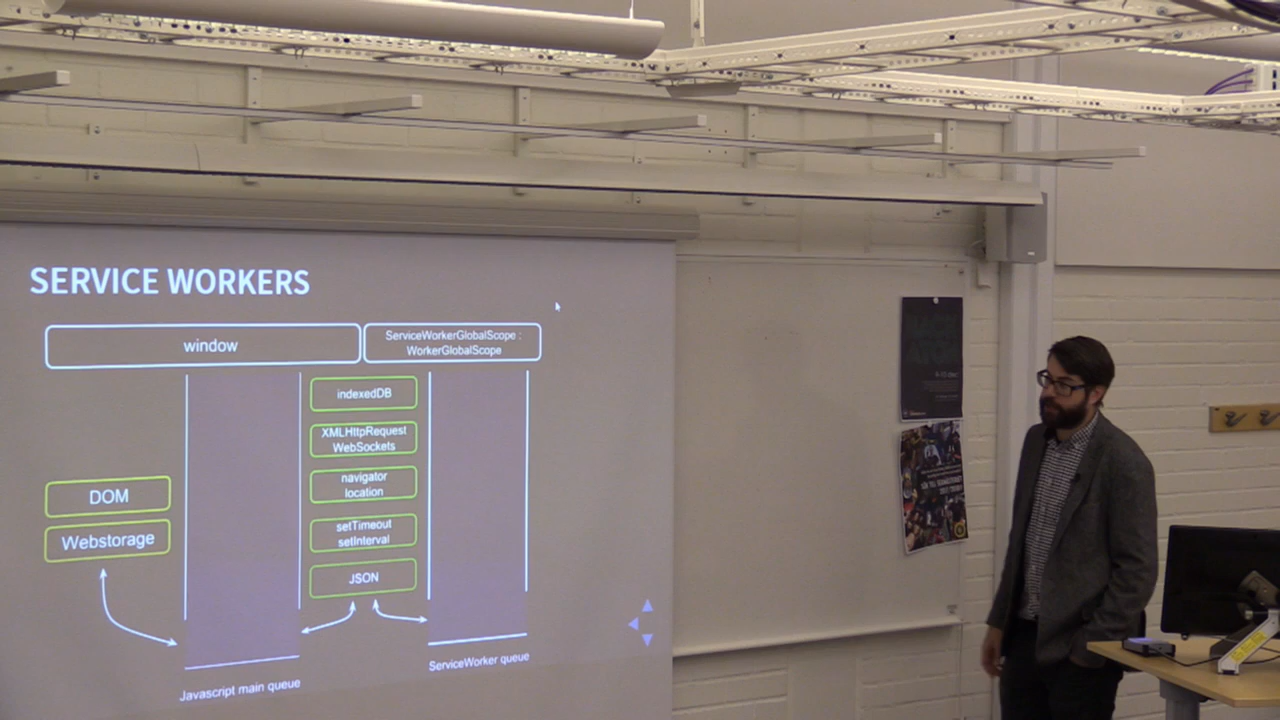 SERVICE WORKERS
window
ServiceWorkerGlobalScope :
WorkerGlobalScope
indexedDB
XMLHttpRequest
WebSockets
navigator
location
DOM
Webstorage
setTimeout
setInterval
JSON
Javascript main queue
ServiceWorker queue